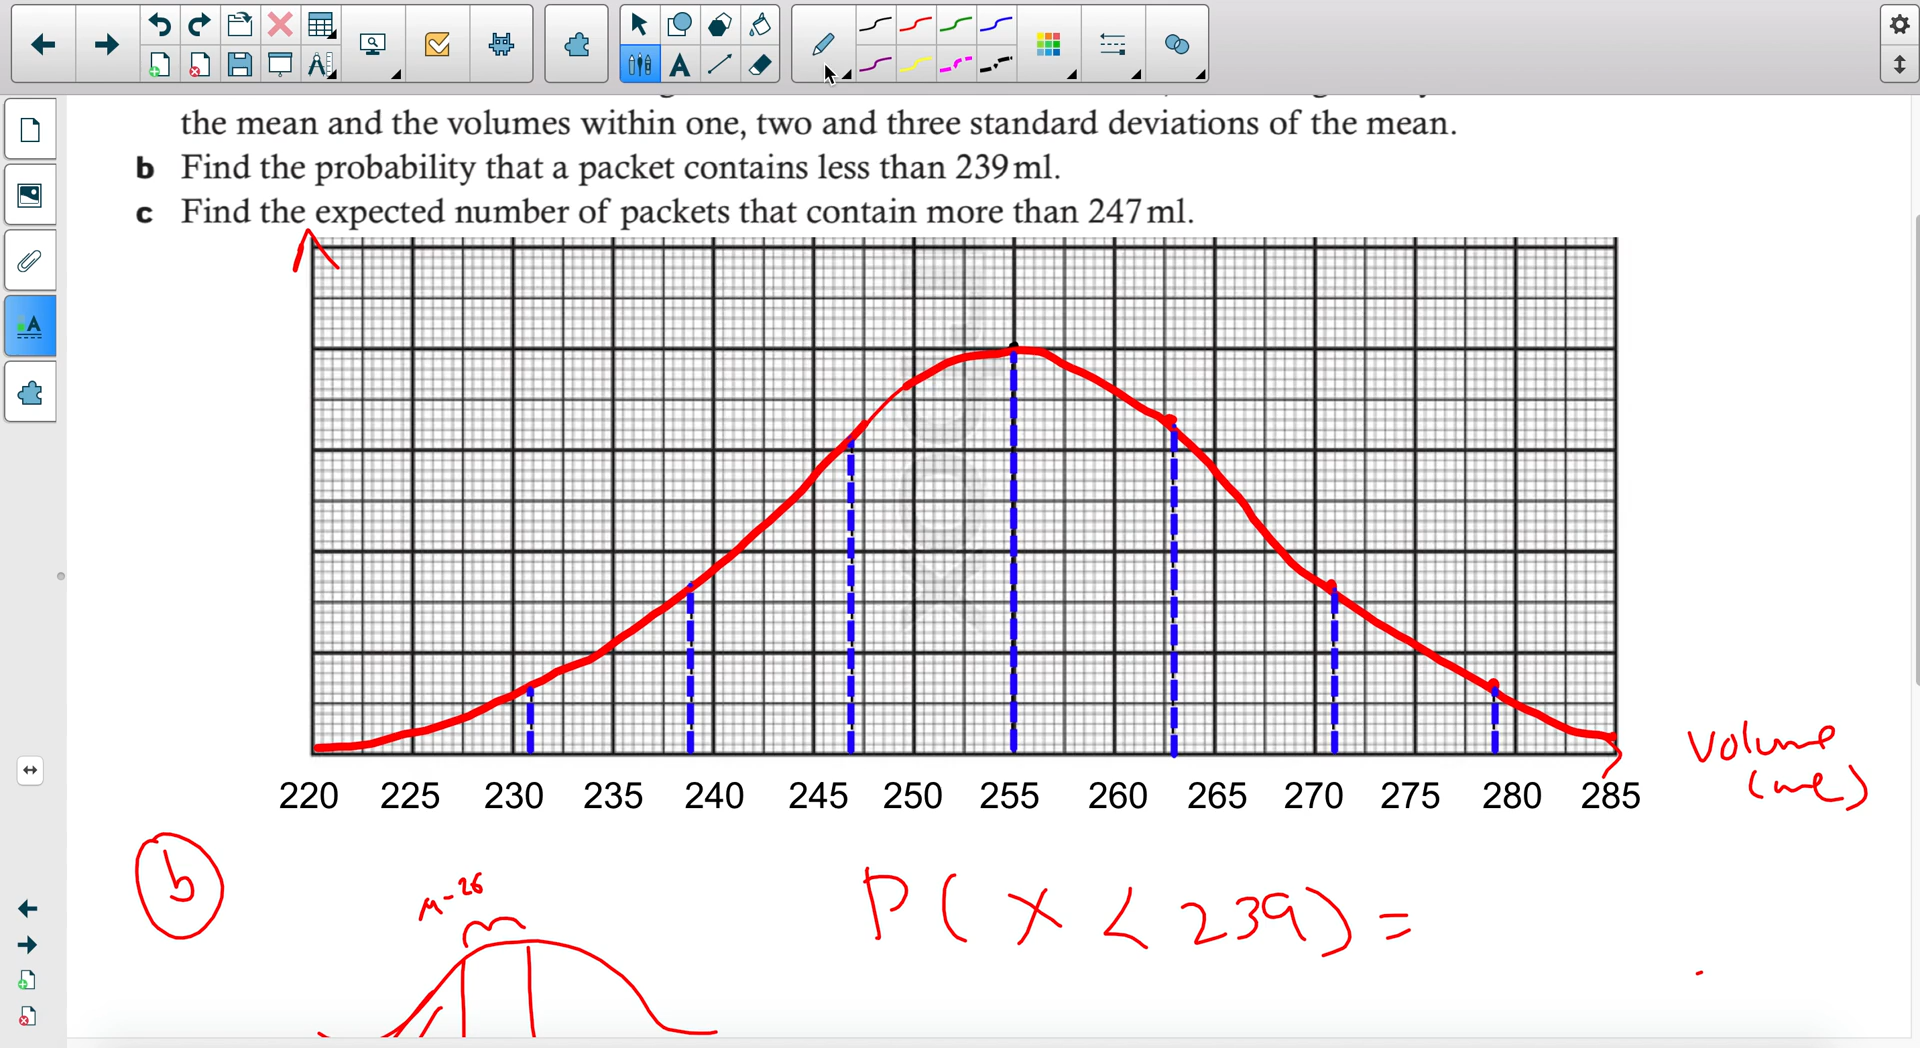 the mean and the volumes within one, two and three standard deviations of the mean.
b Find the probability that a packet contains less than 239 ml.
c Find the expected number of packets that contain more than 247 ml.
220 225 230 235 240 245 250 255 260 265 270 275 280 285
Volume
(ml)
b
μ-2σ
P(X < 239) =